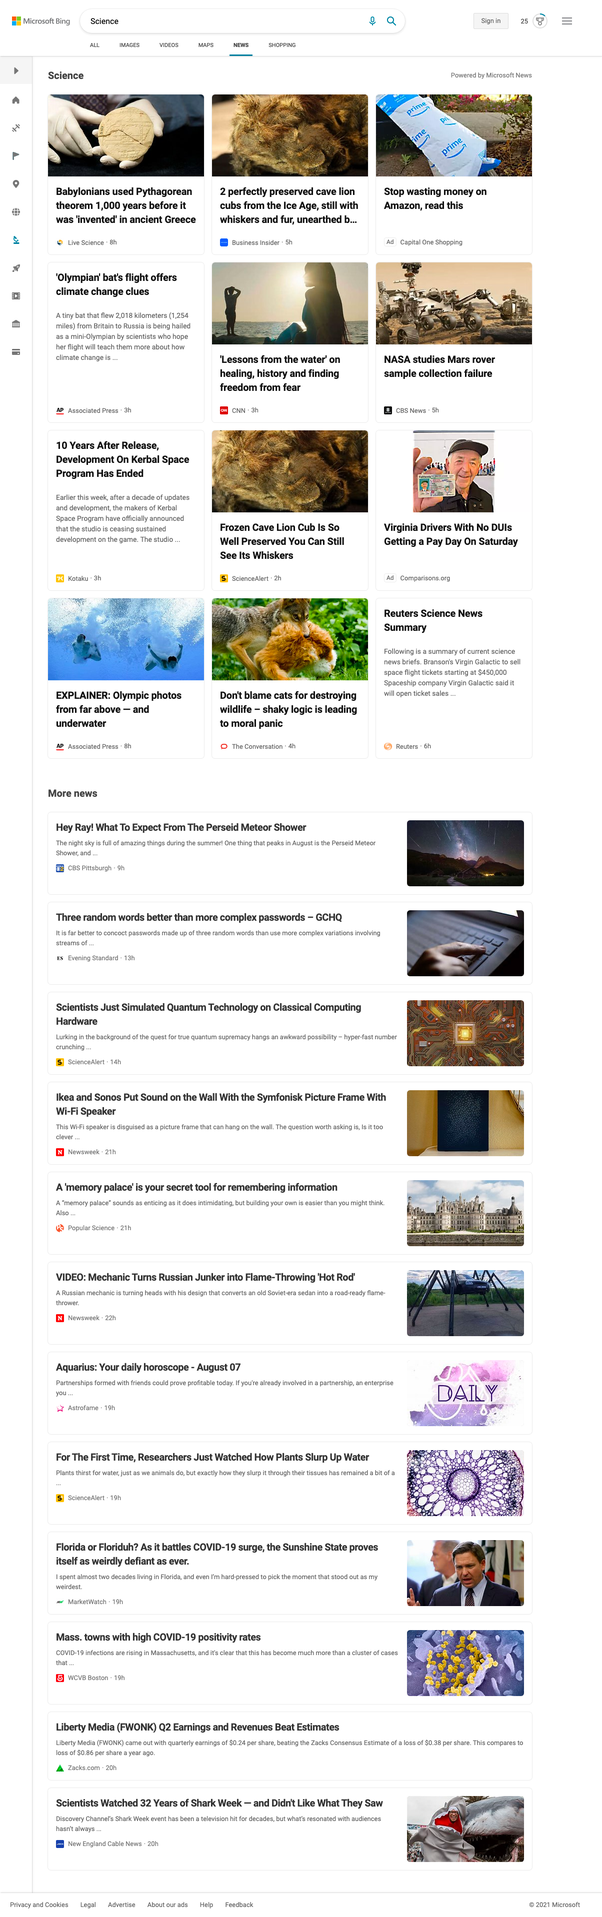 Microsoft Bing
Science
Sign in
25
ALL IMAGES VIDEOS MAPS NEWS SHOPPING
Science
Powered by Microsoft News
Babylonians used Pythagorean
theorem 1,000 years before it
was 'invented' in ancient Greece
Live Science · 8h
2 perfectly preserved cave lion
cubs from the Ice Age, still with
whiskers and fur, unearthed b...
Business Insider · 5h
prime
prime
prime
Stop wasting money on
Amazon, read this
Ad Capital One Shopping
'Olympian' bat's flight offers
climate change clues
A tiny bat that flew 2,018 kilometers (1,254
miles) from Britain to Russia is being hailed
as a mini-Olympian by scientists who hope
her flight will teach them more about how
climate change is ...
AP Associated Press · 3h
'Lessons from the water' on
healing, history and finding
freedom from fear
CNN · 3h
NASA studies Mars rover
sample collection failure
CBS News · 5h
10 Years After Release,
Development On Kerbal Space
Program Has Ended
Earlier this week, after a decade of updates
and development, the makers of Kerbal
Space Program have officially announced
that the studio is ceasing sustained
development on the game. The studio ...
Kotaku · 3h
Frozen Cave Lion Cub Is So
Well Preserved You Can Still
See Its Whiskers
S ScienceAlert · 2h
Virginia Drivers With No DUIs
Getting a Pay Day On Saturday
Ad Comparisons.org
EXPLAINER: Olympic photos
from far above — and
underwater
AP Associated Press · 8h
Don't blame cats for destroying
wildlife – shaky logic is leading
to moral panic
The Conversation · 4h
Reuters Science News
Summary
Following is a summary of current science
news briefs. Branson's Virgin Galactic to sell
space flight tickets starting at $450,000
Spaceship company Virgin Galactic said it
will open ticket sales ...
Reuters · 6h
More news
Hey Ray! What To Expect From The Perseid Meteor Shower
The night sky is full of amazing things during the summer! One thing that peaks in August is the Perseid Meteor
Shower, and ...
CBS Pittsburgh · 9h
Three random words better than more complex passwords – GCHQ
It is far better to concoct passwords made up of three random words than use more complex variations involving
streams of ...
ES Evening Standard · 13h
Scientists Just Simulated Quantum Technology on Classical Computing
Hardware
Lurking in the background of the quest for true quantum supremacy hangs an awkward possibility – hyper-fast number
crunching ...
S ScienceAlert · 14h
Ikea and Sonos Put Sound on the Wall With the Symfonisk Picture Frame With
Wi-Fi Speaker
This Wi-Fi speaker is disguised as a picture frame that can hang on the wall. The question worth asking is, Is it too
clever ...
N Newsweek · 21h
A 'memory palace' is your secret tool for remembering information
A "memory palace" sounds as enticing as it does intimidating, but building your own is easier than you might think.
Also ...
Popular Science · 21h
VIDEO: Mechanic Turns Russian Junker into Flame-Throwing 'Hot Rod'
A Russian mechanic is turning heads with his design that converts an old Soviet-era sedan into a road-ready flame-
thrower.
N Newsweek · 22h
Aquarius: Your daily horoscope - August 07
Partnerships formed with friends could prove profitable today. If you're already involved in a partnership, an enterprise
you ...
Astrofame · 19h
DAILY
For The First Time, Researchers Just Watched How Plants Slurp Up Water
Plants thirst for water, just as we animals do, but exactly how they slurp it through their tissues has remained a bit of a
...
S ScienceAlert · 19h
Florida or Floriduh? As it battles COVID-19 surge, the Sunshine State proves
itself as weirdly defiant as ever.
I spent almost two decades living in Florida, and even I'm hard-pressed to pick the moment that stood out as my
weirdest.
MarketWatch · 19h
Mass. towns with high COVID-19 positivity rates
COVID-19 infections are rising in Massachusetts, and it's clear that this has become much more than a cluster of cases
that ...
WCVB Boston · 19h
Liberty Media (FWONK) Q2 Earnings and Revenues Beat Estimates
Liberty Media (FWONK) came out with quarterly earnings of $0.24 per share, beating the Zacks Consensus Estimate of a loss of $0.38 per share. This compares to
loss of $0.86 per share a year ago.
Zacks.com · 20h
Scientists Watched 32 Years of Shark Week — and Didn't Like What They Saw
Discovery Channel's Shark Week event has been a television hit for decades, but what's resonated with audiences
hasn't always ...
New England Cable News · 20h
Privacy and Cookies Legal Advertise About our ads Help Feedback
© 2021 Microsoft